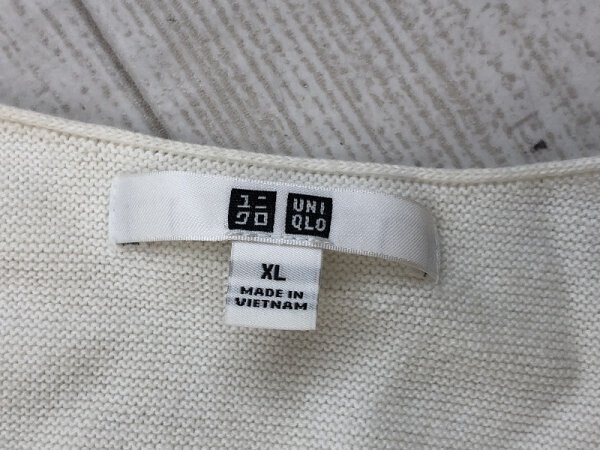 ユニ
クロ
UNI
QLO
XL
MADE IN
VIETNAM